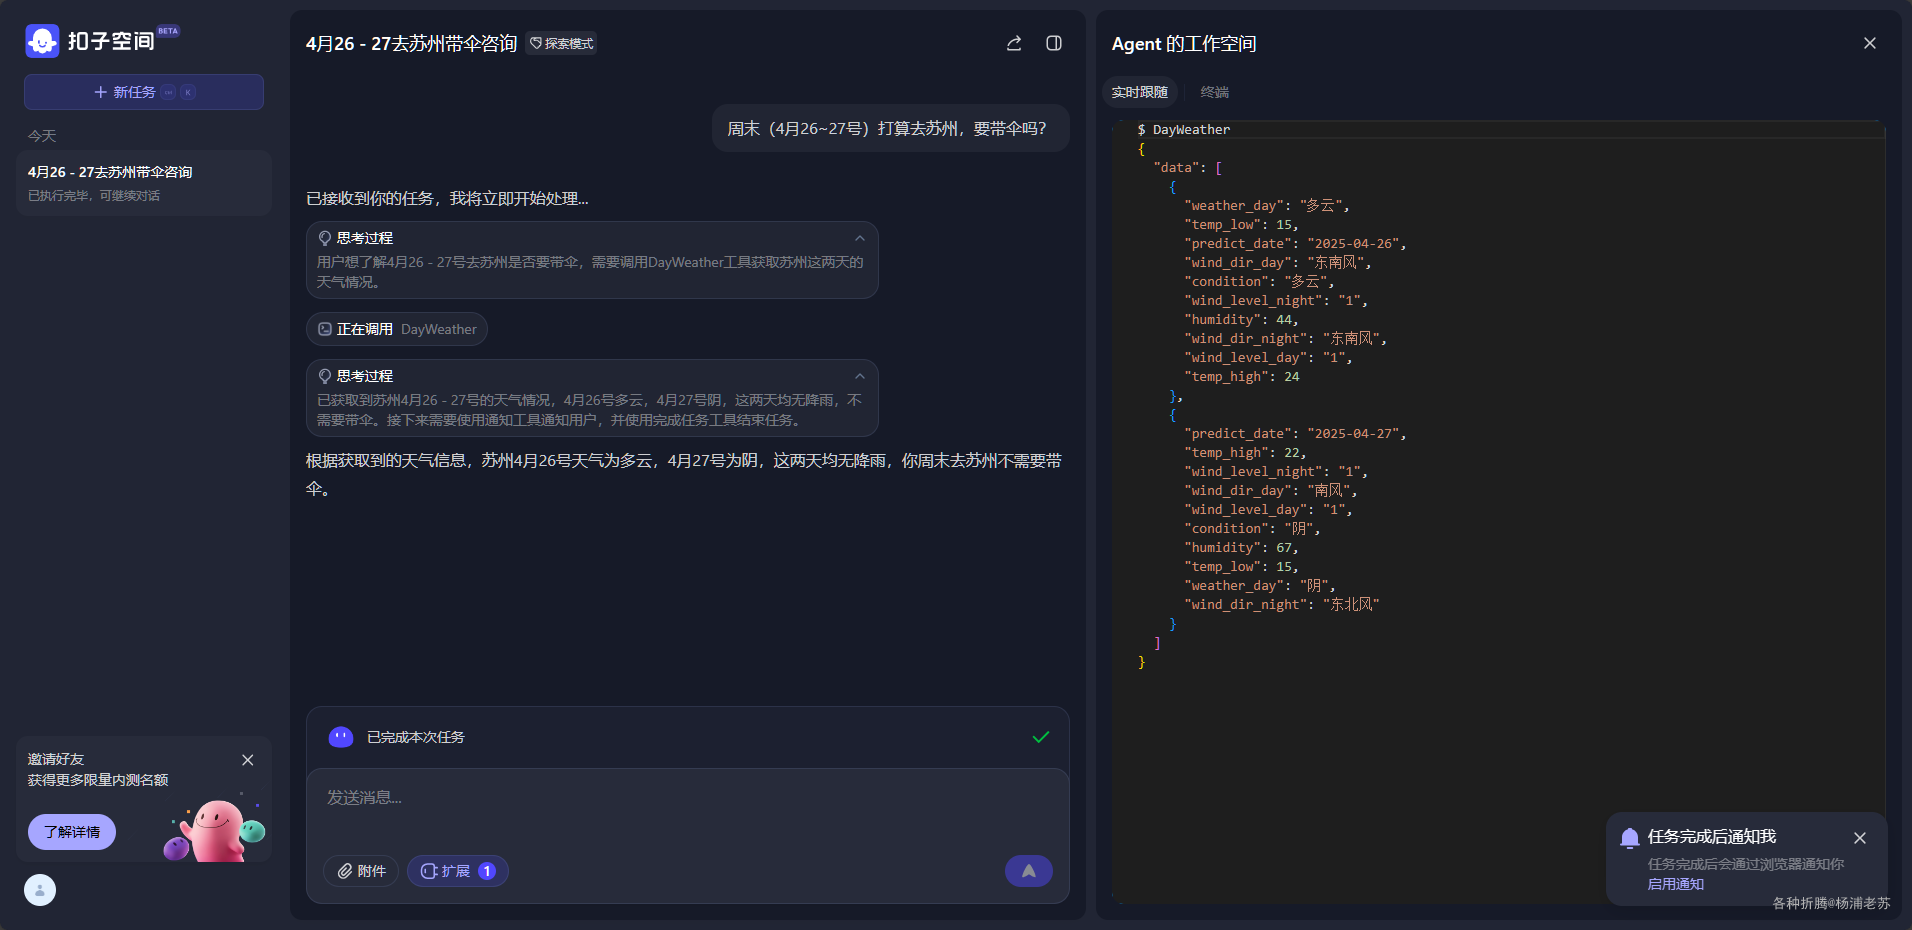 扣子空间 BETA
新任务 K
今天
4月26 - 27去苏州带伞咨询
已执行完毕，可继续对话
邀请好友
获得更多限量内测名额
了解详情
4月26 - 27去苏州带伞咨询 探索模式
周末（4月26~27号）打算去苏州，要带伞吗？
已接收到你的任务，我将立即开始处理...
思考过程
用户想了解4月26 - 27号去苏州是否要带伞，需要调用DayWeather工具获取苏州这两天的
天气情况。
正在调用 DayWeather
思考过程
已获取到苏州4月26 - 27号的天气情况，4月26号多云，4月27号阴，这两天均无降雨，不
需要带伞。接下来需要使用通知工具通知用户，并使用完成任务工具结束任务。
根据获取到的天气信息，苏州4月26号天气为多云，4月27号为阴，这两天均无降雨，你周末去苏州不需要带
伞。
已完成本次任务
发送消息...
附件
扩展 1
Agent 的工作空间
实时跟随 终端
$ DayWeather
{
"data": [
{
"weather_day": "多云",
"temp_low": 15,
"predict_date": "2025-04-26",
"wind_dir_day": "东南风",
"condition": "多云",
"wind_level_night": "1",
"humidity": 44,
"wind_dir_night": "东南风",
"wind_level_day": "1",
"temp_high": 24
},
{
"predict_date": "2025-04-27",
"temp_high": 22,
"wind_level_night": "1",
"wind_dir_day": "南风",
"wind_level_day": "1",
"condition": "阴",
"humidity": 67,
"temp_low": 15,
"weather_day": "阴",
"wind_dir_night": "东北风"
}
]
}
任务完成后通知我
任务完成后会通过浏览器通知你
启用通知
各种折腾@杨浦老苏